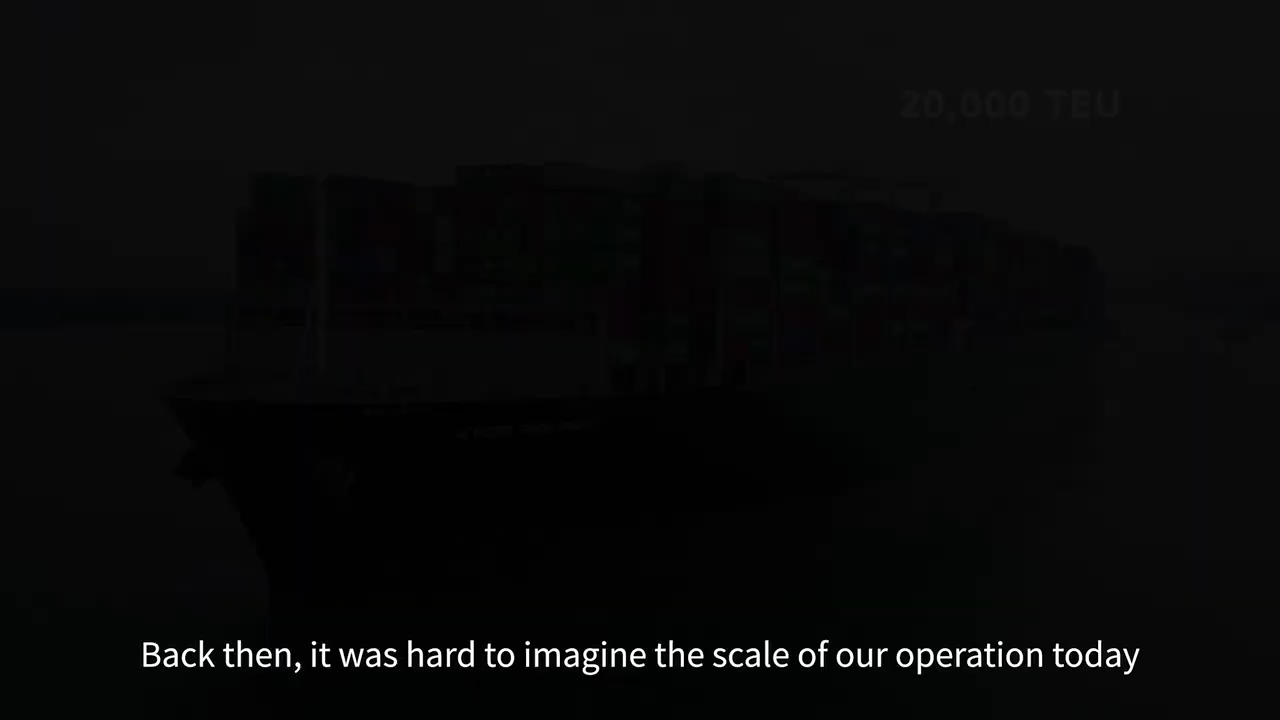 20,000 TEU
Back then, it was hard to imagine the scale of our operation today